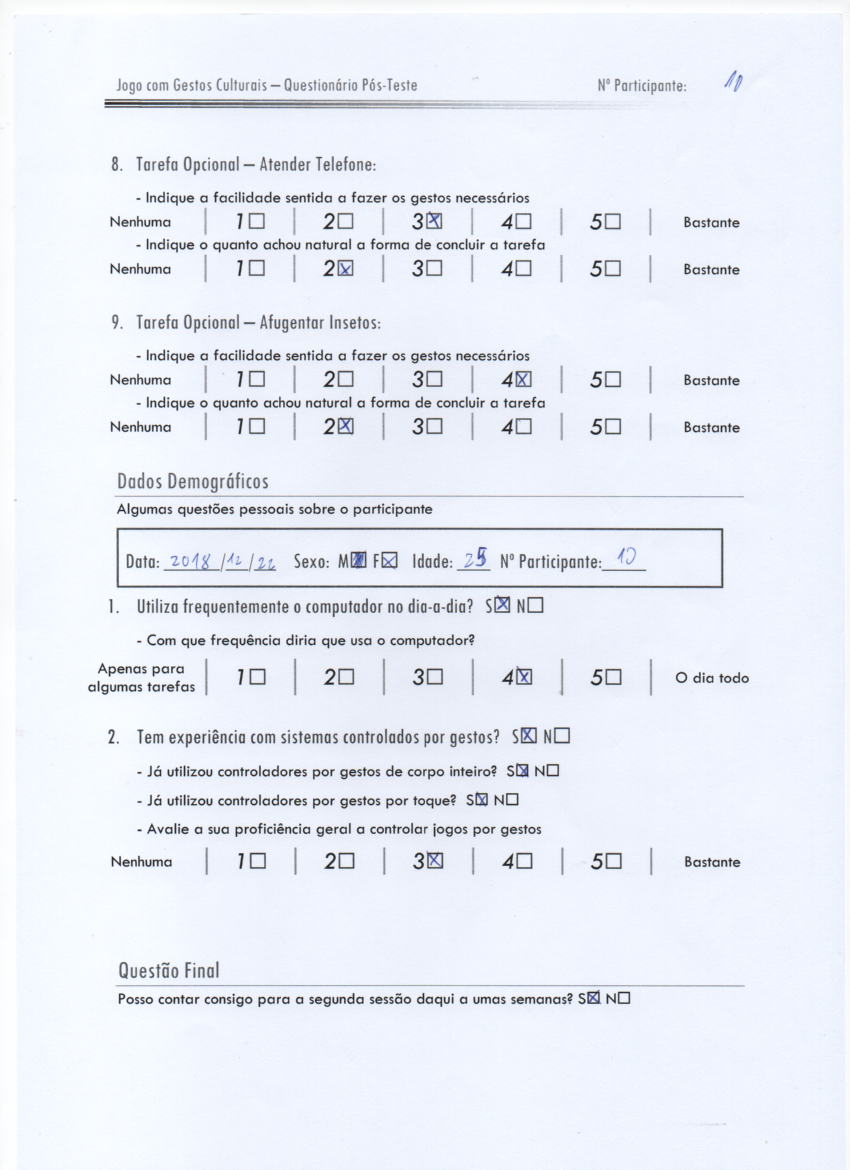 Jogo com Gestos Culturais – Questionário Pós-Teste Nº Participante: 10
8. Tarefa Opcional – Atender Telefone:
- Indique a facilidade sentida a fazer os gestos necessários
Nenhuma | 1☐ | 2☐ | 3☒ | 4☐ | 5☐ | Bastante
- Indique o quanto achou natural a forma de concluir a tarefa
Nenhuma | 1☐ | 2☒ | 3☐ | 4☐ | 5☐ | Bastante
9. Tarefa Opcional – Afugentar Insetos:
- Indique a facilidade sentida a fazer os gestos necessários
Nenhuma | 1☐ | 2☐ | 3☐ | 4☒ | 5☐ | Bastante
- Indique o quanto achou natural a forma de concluir a tarefa
Nenhuma | 1☐ | 2☒ | 3☐ | 4☐ | 5☐ | Bastante
Dados Demográficos
Algumas questões pessoais sobre o participante
Data: 2018/12/22 Sexo: M■ F☒ Idade: 25 Nº Participante: 10
1. Utiliza frequentemente o computador no dia-a-dia? S☒ N☐
- Com que frequência diria que usa o computador?
Apenas para algumas tarefas | 1☐ | 2☐ | 3☐ | 4☒ | 5☐ | O dia todo
2. Tem experiência com sistemas controlados por gestos? S☒ N☐
- Já utilizou controladores por gestos de corpo inteiro? S☒ N☐
- Já utilizou controladores por gestos por toque? S☒ N☐
- Avalie a sua proficiência geral a controlar jogos por gestos
Nenhuma | 1☐ | 2☐ | 3☒ | 4☐ | 5☐ | Bastante
Questão Final
Posso contar consigo para a segunda sessão daqui a umas semanas? S☒ N☐